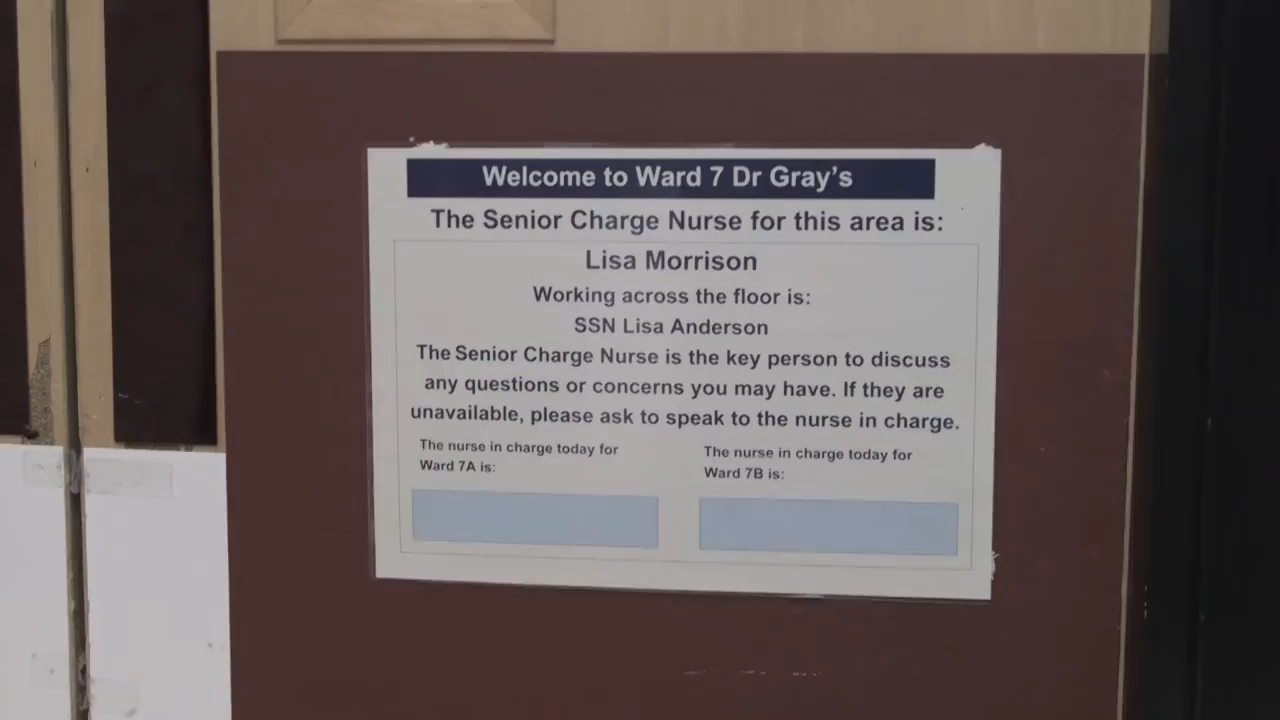 Welcome to Ward 7 Dr Gray's
The Senior Charge Nurse for this area is:
Lisa Morrison
Working across the floor is:
SSN Lisa Anderson
The Senior Charge Nurse is the key person to discuss
any questions or concerns you may have. If they are
unavailable, please ask to speak to the nurse in charge.
The nurse in charge today for
Ward 7A is:
The nurse in charge today for
Ward 7B is: